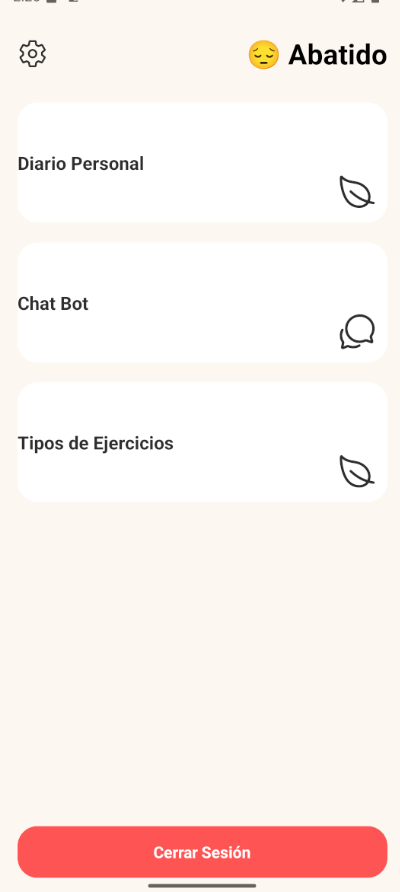 😔 Abatido
Diario Personal
Chat Bot
Tipos de Ejercicios
Cerrar Sesión